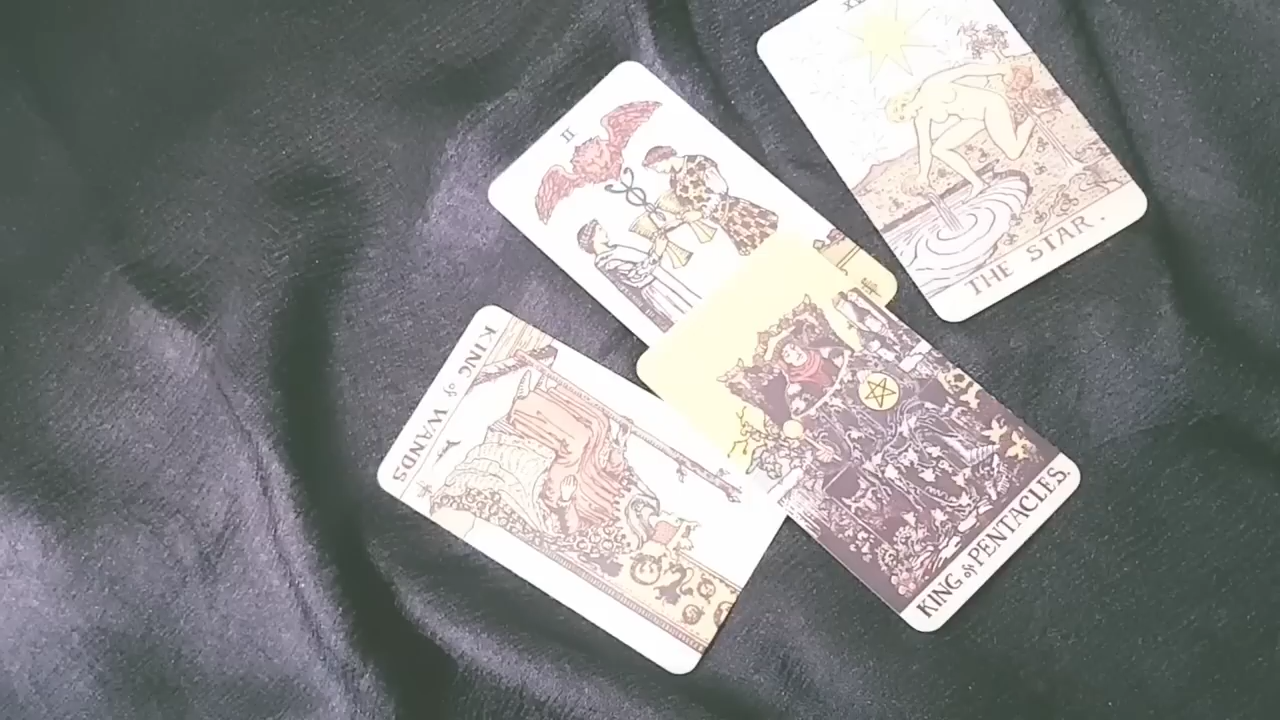 II
THE STAR.
KING of WANDS
KING of PENTACLES.